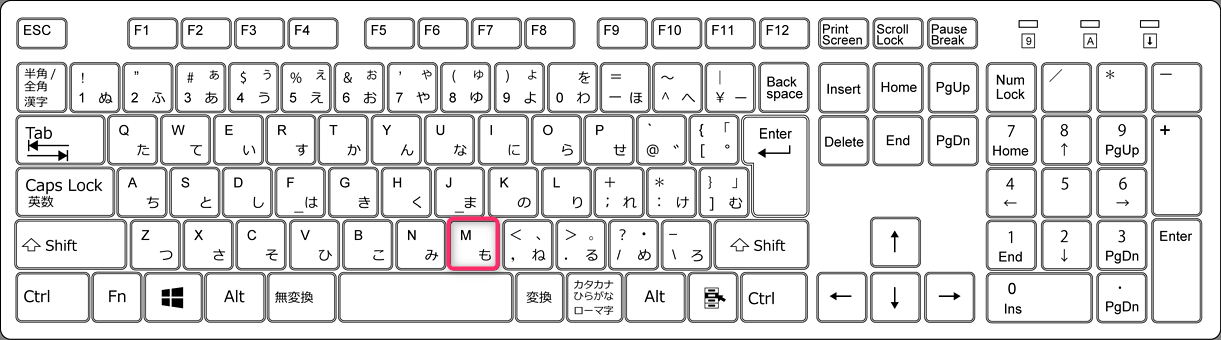 ESC F1 F2 F3 F4 F5 F6 F7 F8 F9 F10 F11 F12 Print Screen Scroll Lock Pause Break 9 A ↓
半角/全角 漢字 ! 1 ぬ " 2 ふ # ぁ 3 あ $ ぅ 4 う % ぇ 5 え & ぉ 6 お ' ゃ 7 や ( ゅ 8 ゆ ) ょ 9 よ を 0 わ = − ほ ～ ^ へ | ¥ ー Back space Insert Home PgUp Num Lock ／ ＊ −
Tab Q た W て E い R す T か Y ん U な I に O ら P せ ` @ ゛ { 「 [ ゜ Enter Delete End PgDn 7 Home 8 ↑ 9 PgUp +
Caps Lock 英数 A ち S と D し F _は G き H く J _ま K の L り + ; れ * : け } 」 ] む 4 ← 5 6 →
Shift Z つ X さ C そ V ひ B こ N み M も < 、 , ね > 。 . る ? ・ / め _ \ ろ Shift ↑ 1 End 2 ↓ 3 PgDn Enter
Ctrl Fn Alt 無変換 変換 カタカナ ひらがな ローマ字 Alt Ctrl ← ↓ → 0 Ins . PgDn